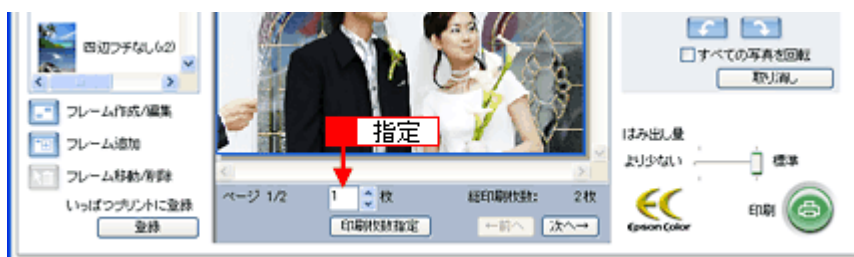 四辺フチなし(x2)
フレーム作成/編集
フレーム追加
フレーム移動/削除
いっぱつプリントに登録
登録
指定
ページ 1/2
1
枚
総印刷枚数:
2枚
印刷枚数指定
←前へ
次へ→
すべての写真を回転
取り消し
はみ出し量
より少ない
標準
Epson Color
印刷